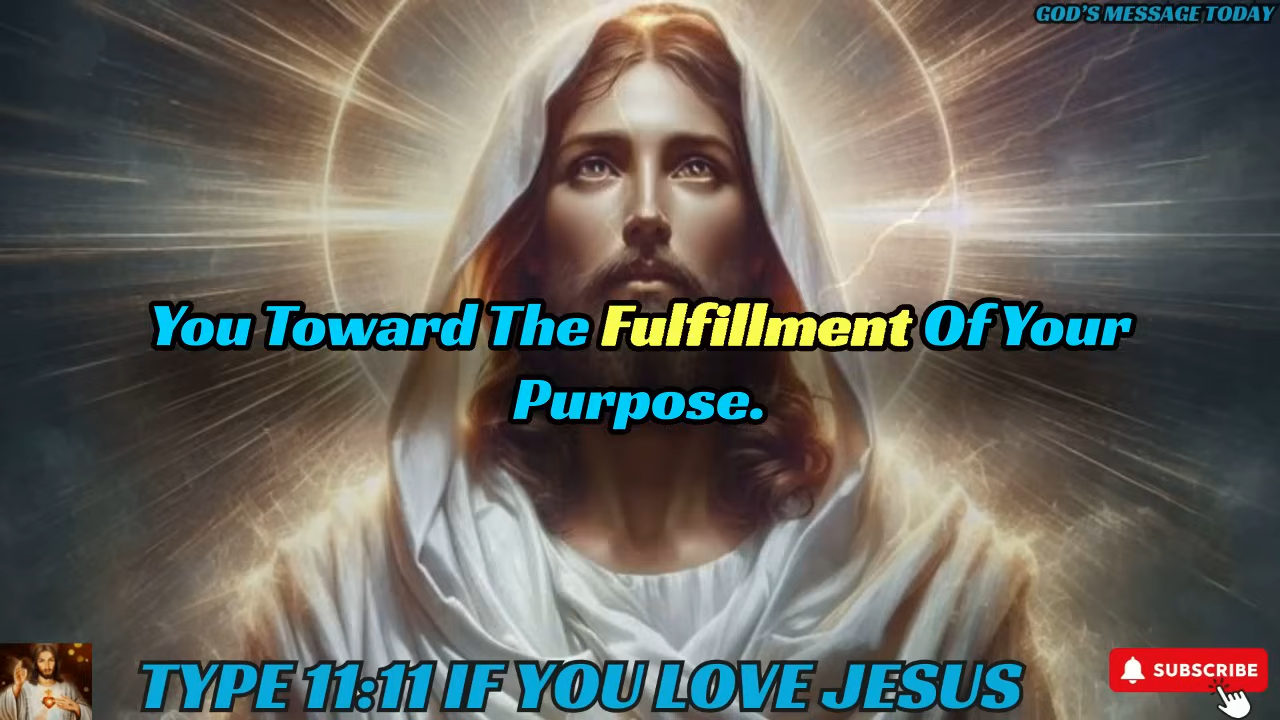 GOD'S MESSAGE TODAY
You Toward The Fulfillment Of Your
Purpose.
TYPE 11:11 IF YOU LOVE JESUS
SUBSCRIBE